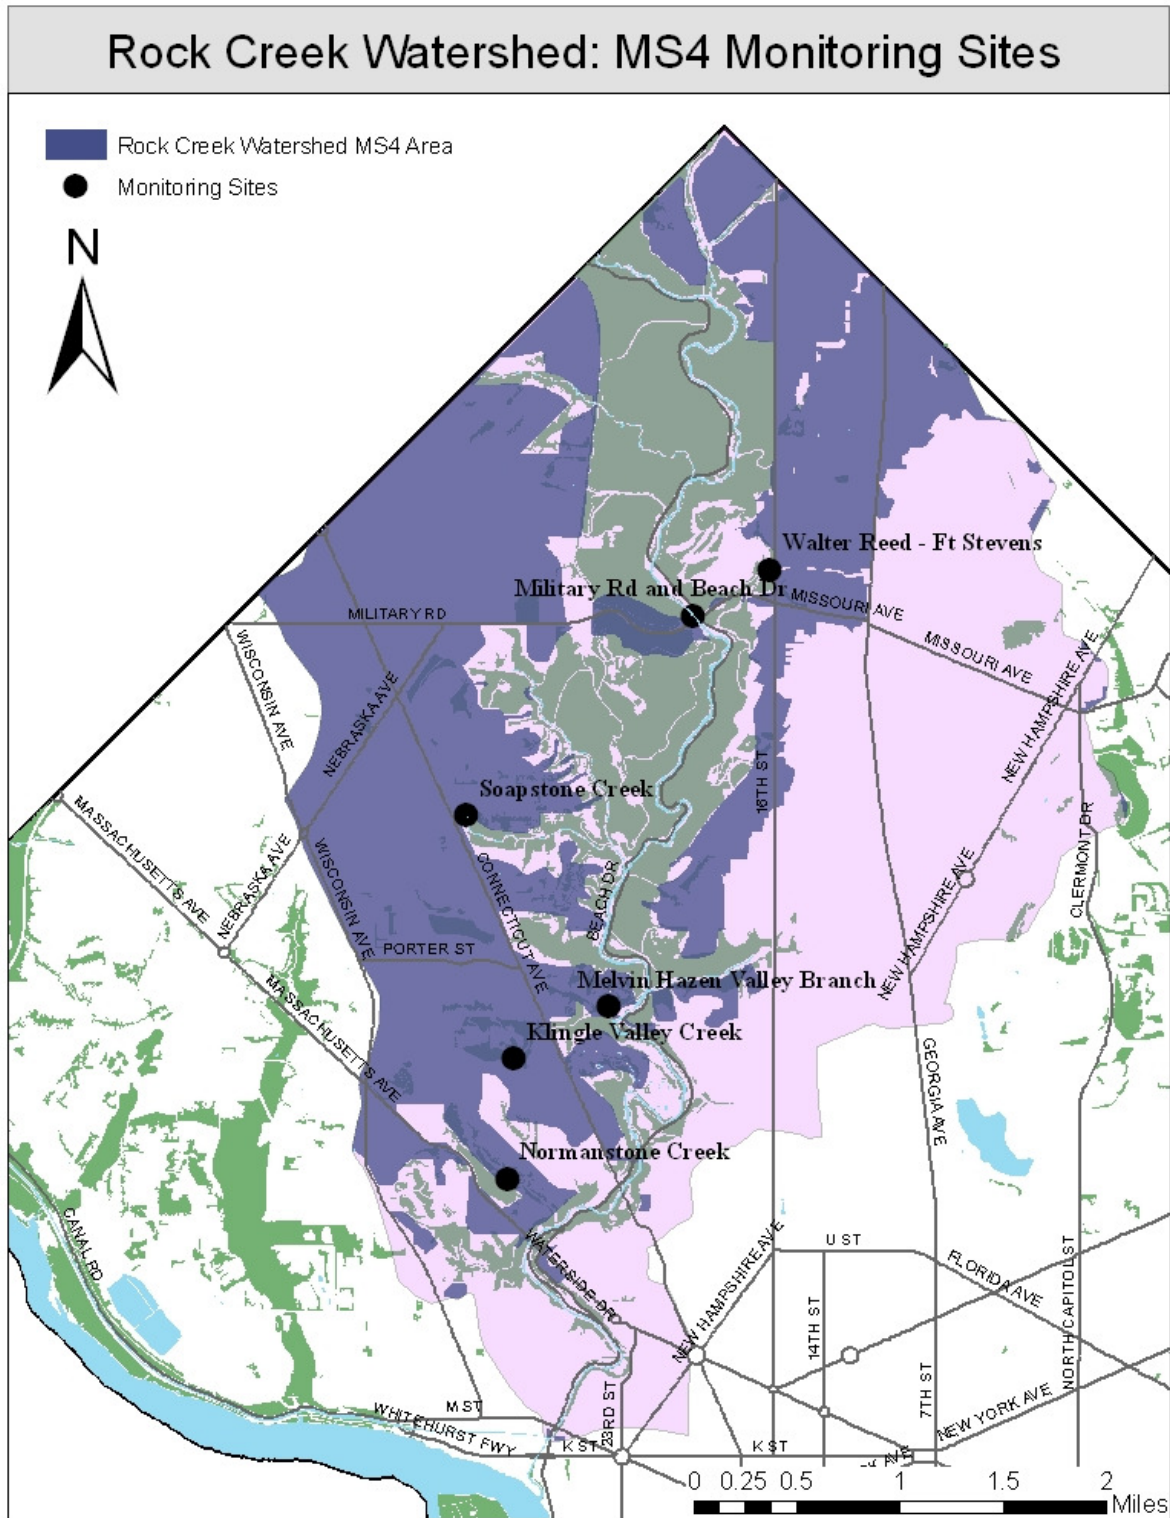 Rock Creek Watershed: MS4 Monitoring Sites
Rock Creek Watershed MS4 Area
Monitoring Sites
N
Walter Reed - Ft Stevens
Military Rd and Beach Dr
MISSOURI AVE
MILITARY RD
MISSOURI AVE
WISCONSIN AVE
NEBRASKA AVE
NEW HAMPSHIRE AVE
16TH ST
Soapstone Creek
MASSACHUSETTS AVE
NEBRASKA AVE
WISCONSIN AVE
CONNECTICUT AVE
BEACH DR
CLERMONT DR
NEW HAMPSHIRE AVE
PORTER ST
Melvin Hazen Valley Branch
MASSACHUSETTS AVE
Klingle Valley Creek
GEORGIA AVE
Normanstone Creek
CANAL RD
WATERSIDE DR
NEW HAMPSHIRE AVE
U ST
FLORIDA AVE
NORTH CAPITOL ST
14TH ST
7TH ST
M ST
WHITEHURST FWY
23RD ST
K ST
K ST
NEW YORK AVE
AVE
0 0.25 0.5 1 1.5 2
Miles